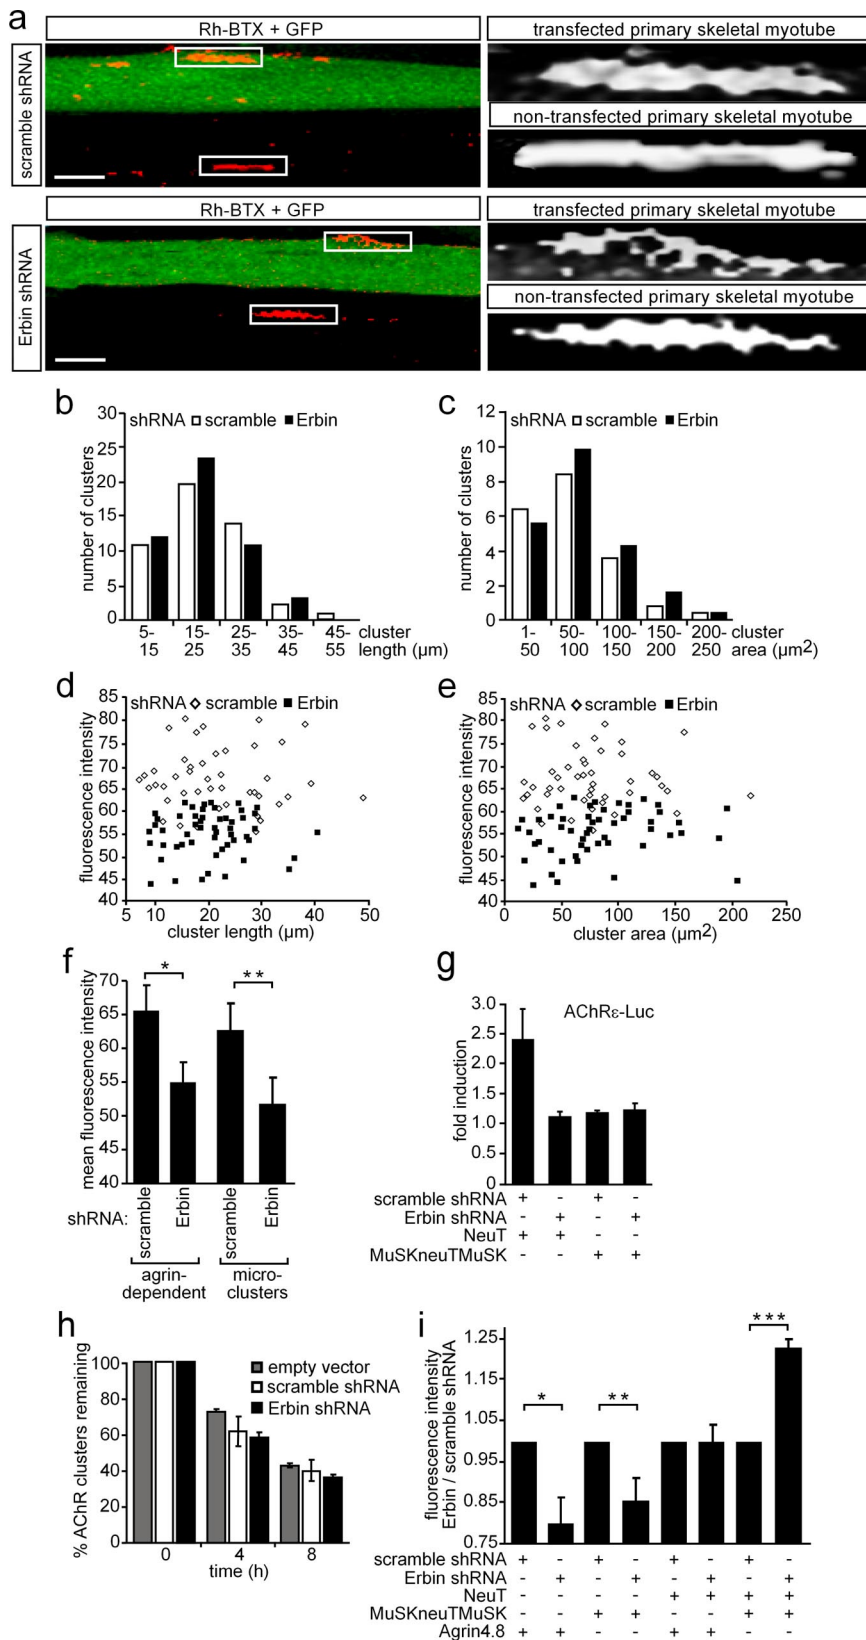 a
Rh-BTX + GFP
transfected primary skeletal myotube
scramble shRNA
non-transfected primary skeletal myotube
Rh-BTX + GFP
transfected primary skeletal myotube
Erbin shRNA
non-transfected primary skeletal myotube
b
shRNA scramble Erbin
number of clusters
30
25
20
15
10
5
0
5- 15- 25- 35- 45- cluster
15 25 35 45 55 length (µm)
c
shRNA scramble Erbin
number of clusters
12
10
8
6
4
2
0
1- 50- 100- 150- 200- cluster
50 100 150 200 250 area (µm2)
d
shRNA scramble Erbin
fluorescence intensity
85
75
65
60
55
50
45
40
5 10 20 30 40 50
cluster length (µm)
e
shRNA scramble Erbin
fluorescence intensity
85
75
65
60
55
50
45
40
0 50 100 150 200 250
cluster area (µm2)
f
mean fluorescence intensity
70
65
60
55
50
45
40
* **
shRNA: scramble Erbin scramble Erbin
agrin- micro-
dependent clusters
g
AChRε-Luc
fold induction
3.0
2.5
2.0
1.5
1.0
0.5
0
scramble shRNA + - + -
Erbin shRNA - + - +
NeuT + + - -
MuSKneuTMuSK - - + +
h
% AChR clusters remaining
100
80
60
40
20
0
empty vector
scramble shRNA
Erbin shRNA
0 4 8
time (h)
i
fluorescence intensity
Erbin / scramble shRNA
1.25
1.15
1.05
0.95
0.85
0.75
* ** ***
scramble shRNA + - + - + - + -
Erbin shRNA - + - + - + - +
NeuT - - - - + + + +
MuSKneuTMuSK - - + + - - + +
Agrin4.8 + + - - + + - -